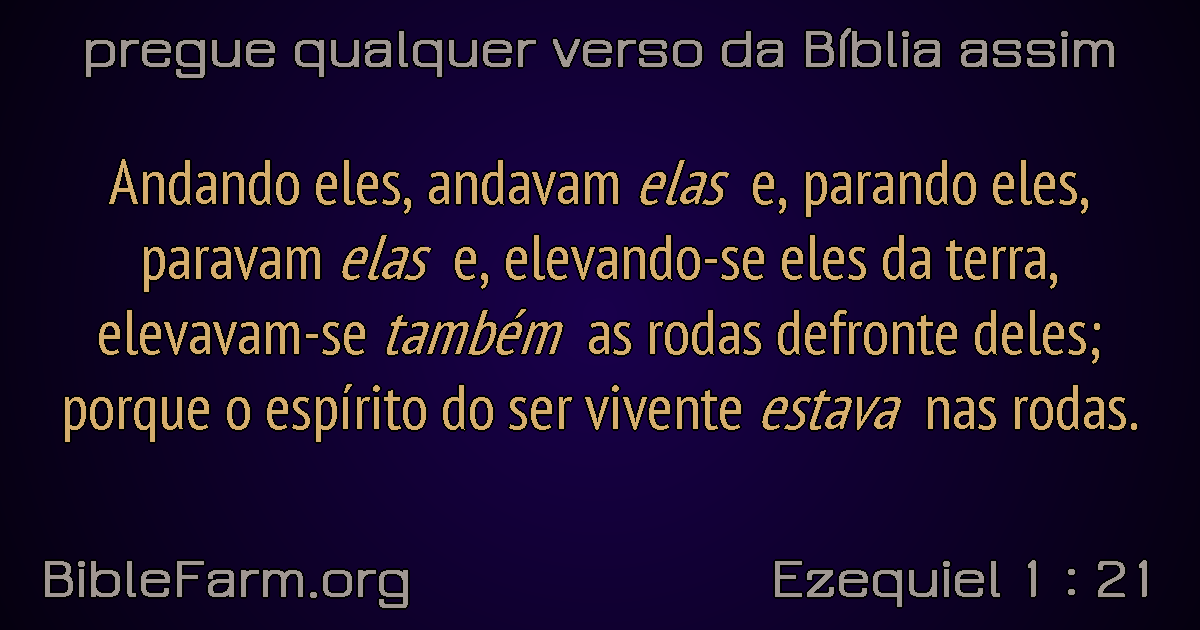 pregue qualquer verso da Bíblia assim
Andando eles, andavam elas e, parando eles,
paravam elas e, elevando-se eles da terra,
elevavam-se também as rodas defronte deles;
porque o espírito do ser vivente estava nas rodas.
BibleFarm.org
Ezequiel 1 : 21